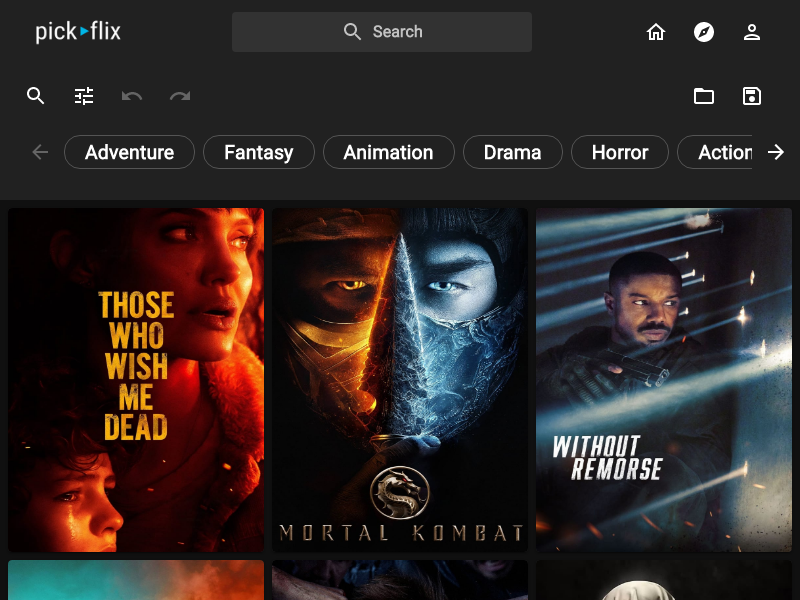 pick flix
Search
Adventure
Fantasy
Animation
Drama
Horror
Action
THOSE
WHO
WISH
ME
DEAD
MORTAL KOMBAT
WITHOUT
REMORSE